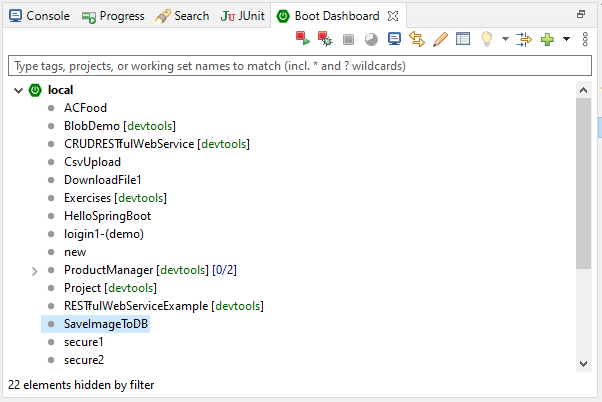 Console Progress Search JUnit Boot Dashboard
Type tags, projects, or working set names to match (incl. * and ? wildcards)
local
ACFood
BlobDemo [devtools]
CRUDRESTfulWebService [devtools]
CsvUpload
DownloadFile1
Exercises [devtools]
HelloSpringBoot
loigin1-(demo)
new
ProductManager [devtools] [0/2]
Project [devtools]
RESTfulWebServiceExample [devtools]
SaveImageToDB
secure1
secure2
22 elements hidden by filter